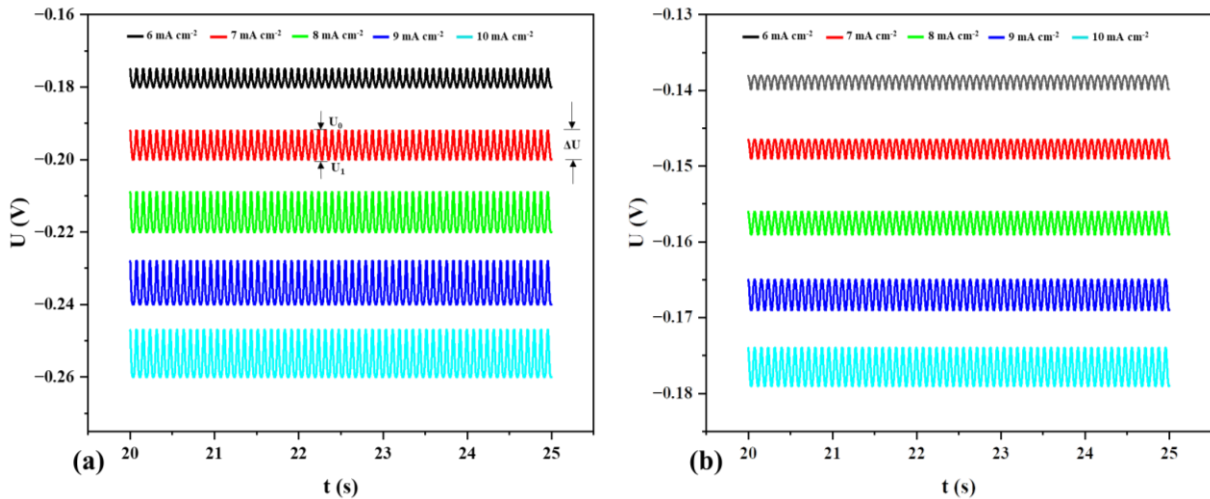 −0.16
−0.18
−0.20
−0.22
−0.24
−0.26
U (V)
6 mA cm⁻² 7 mA cm⁻² 8 mA cm⁻² 9 mA cm⁻² 10 mA cm⁻²
U₀
U₁
ΔU
20 21 22 23 24 25
(a)
t (s)
−0.13
−0.14
−0.15
−0.16
−0.17
−0.18
U (V)
6 mA cm⁻² 7 mA cm⁻² 8 mA cm⁻² 9 mA cm⁻² 10 mA cm⁻²
20 21 22 23 24 25
(b)
t (s)